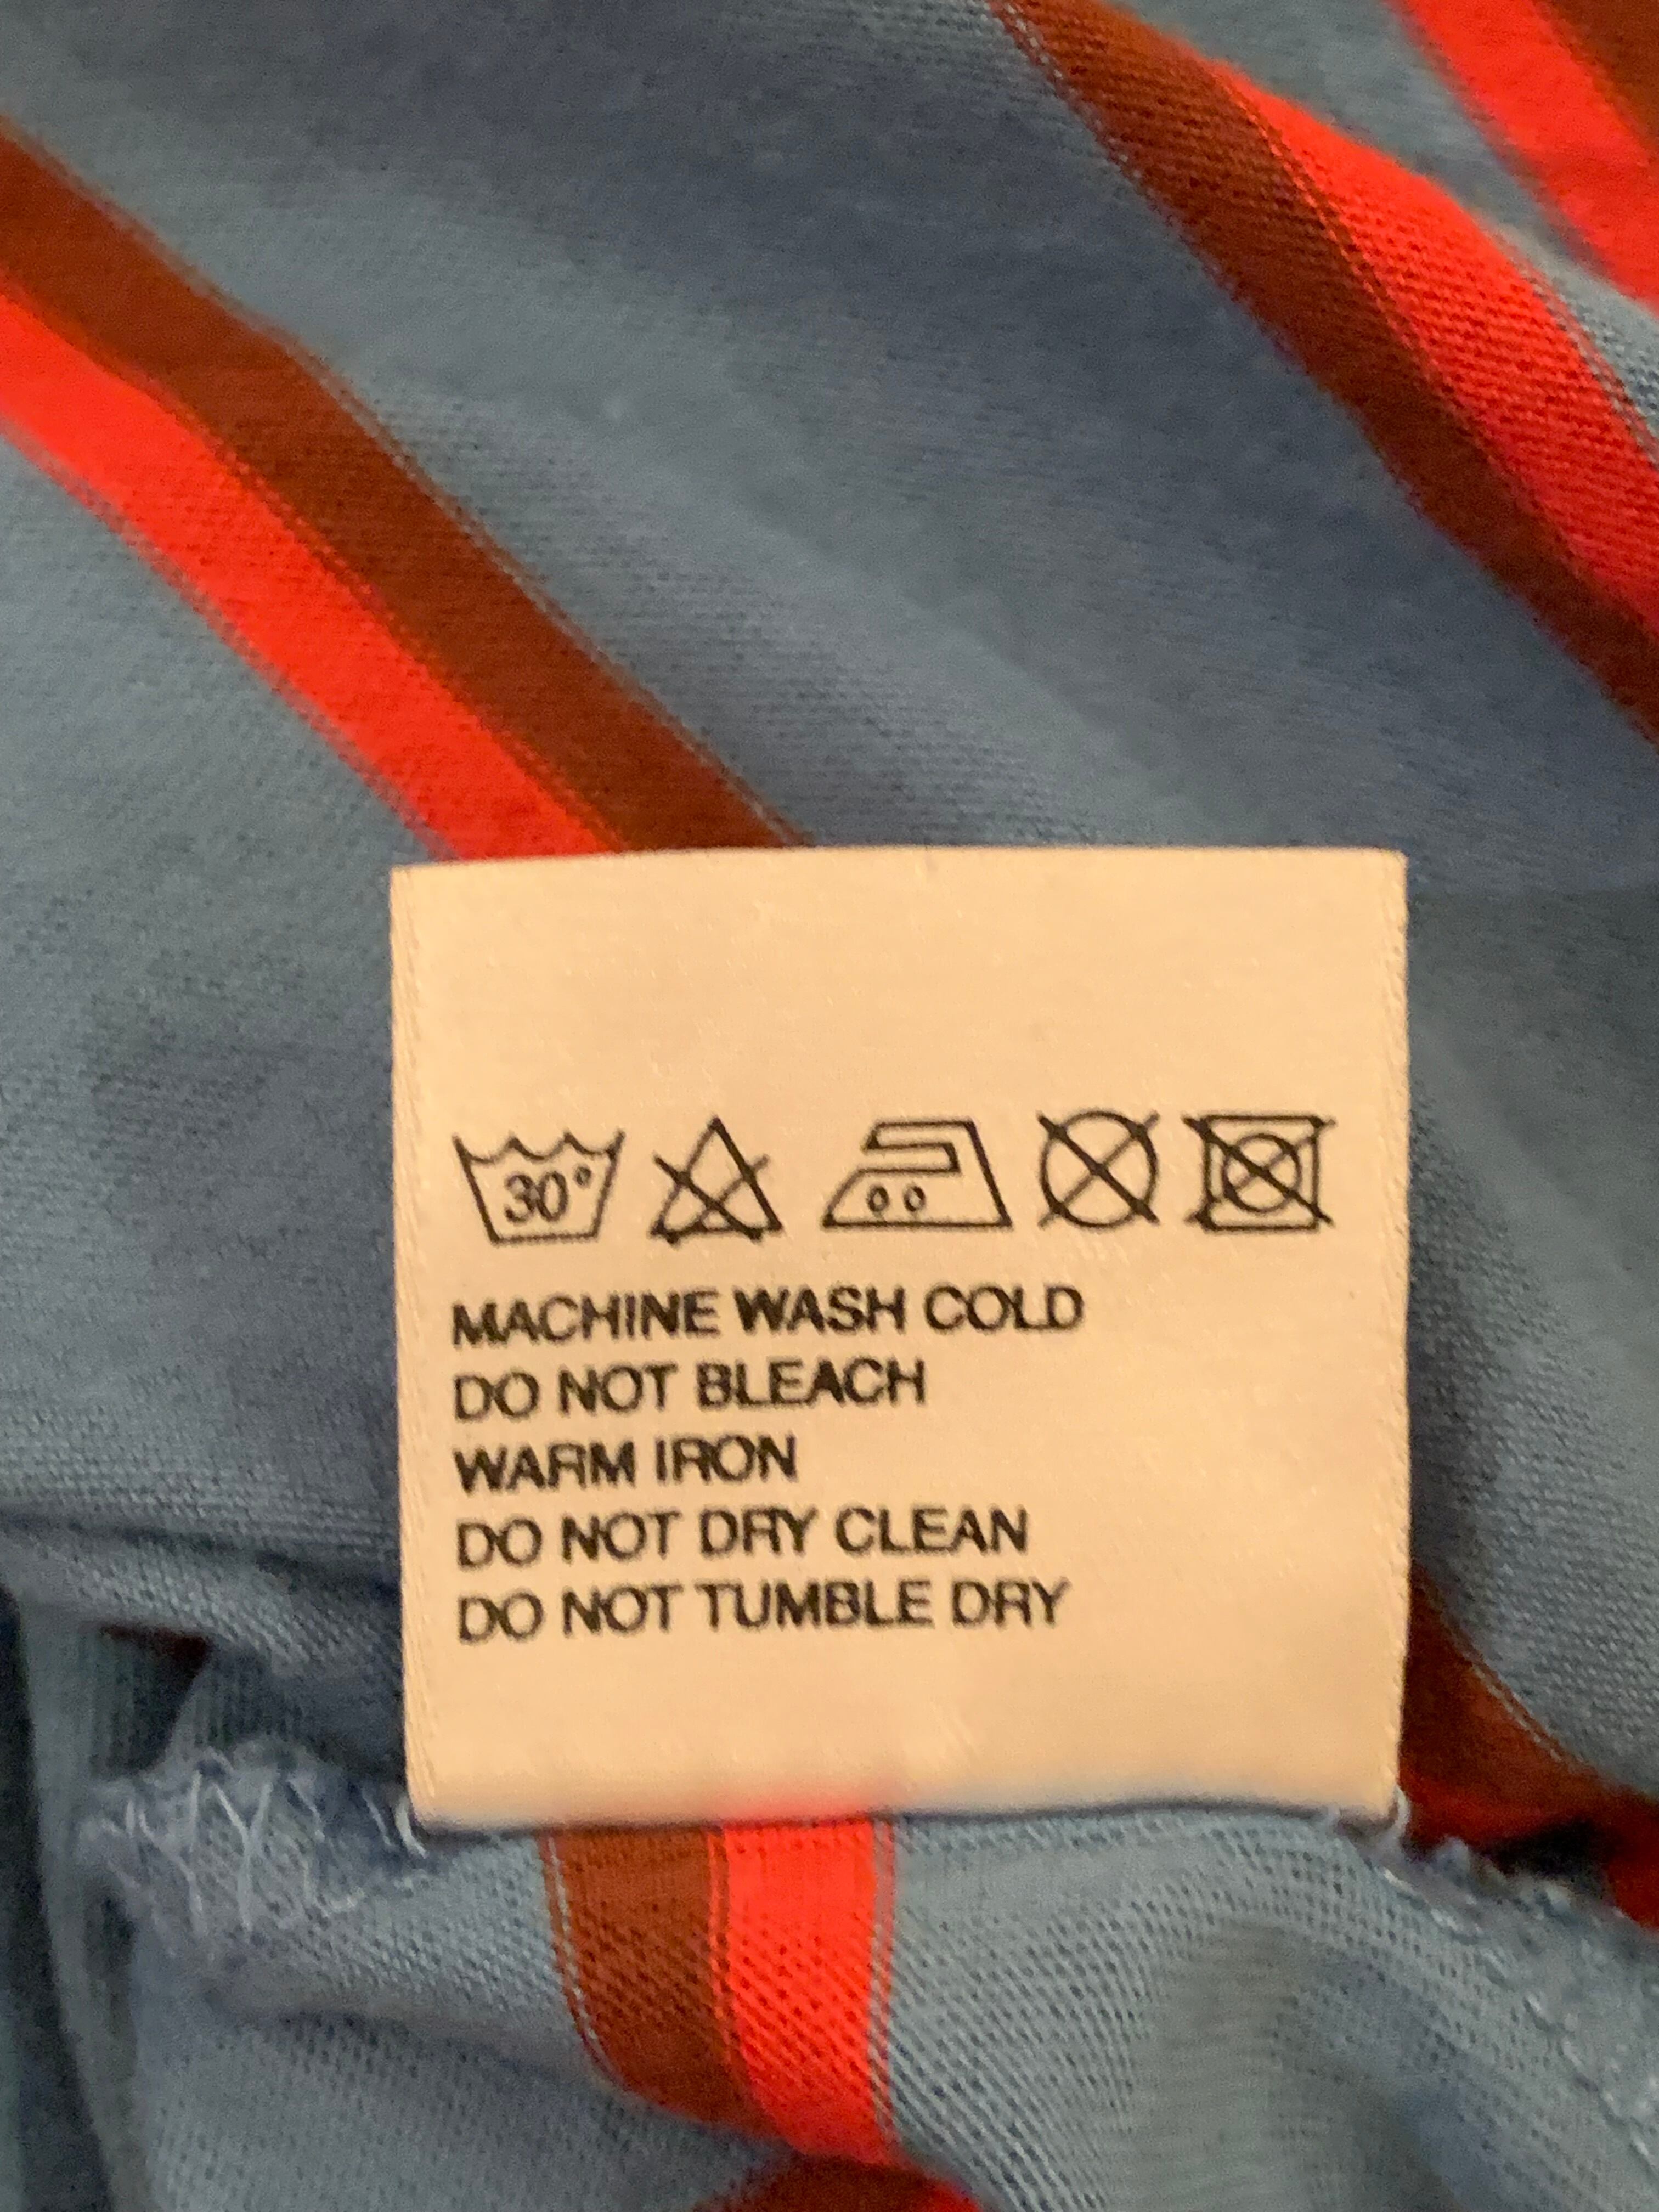 30°
MACHINE WASH COLD
DO NOT BLEACH
WARM IRON
DO NOT DRY CLEAN
DO NOT TUMBLE DRY